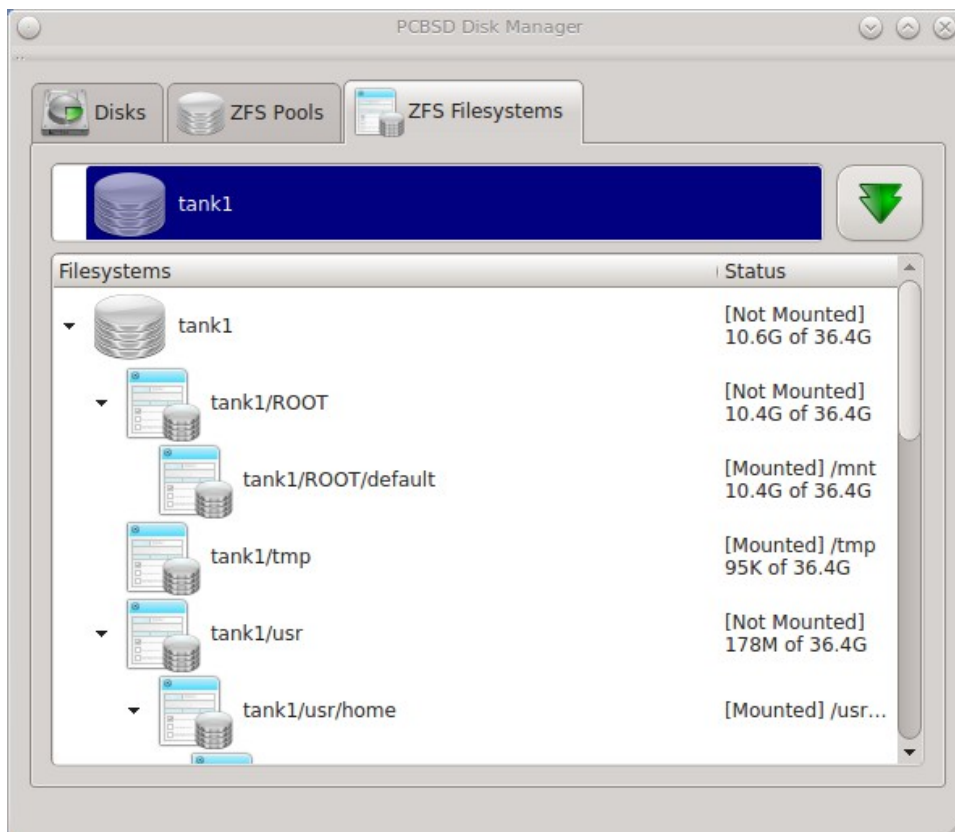 PCBSD Disk Manager
Disks
ZFS Pools
ZFS Filesystems
tank1
Filesystems
Status
tank1
[Not Mounted]
10.6G of 36.4G
tank1/ROOT
[Not Mounted]
10.4G of 36.4G
tank1/ROOT/default
[Mounted] /mnt
10.4G of 36.4G
tank1/tmp
[Mounted] /tmp
95K of 36.4G
tank1/usr
[Not Mounted]
178M of 36.4G
tank1/usr/home
[Mounted] /usr...